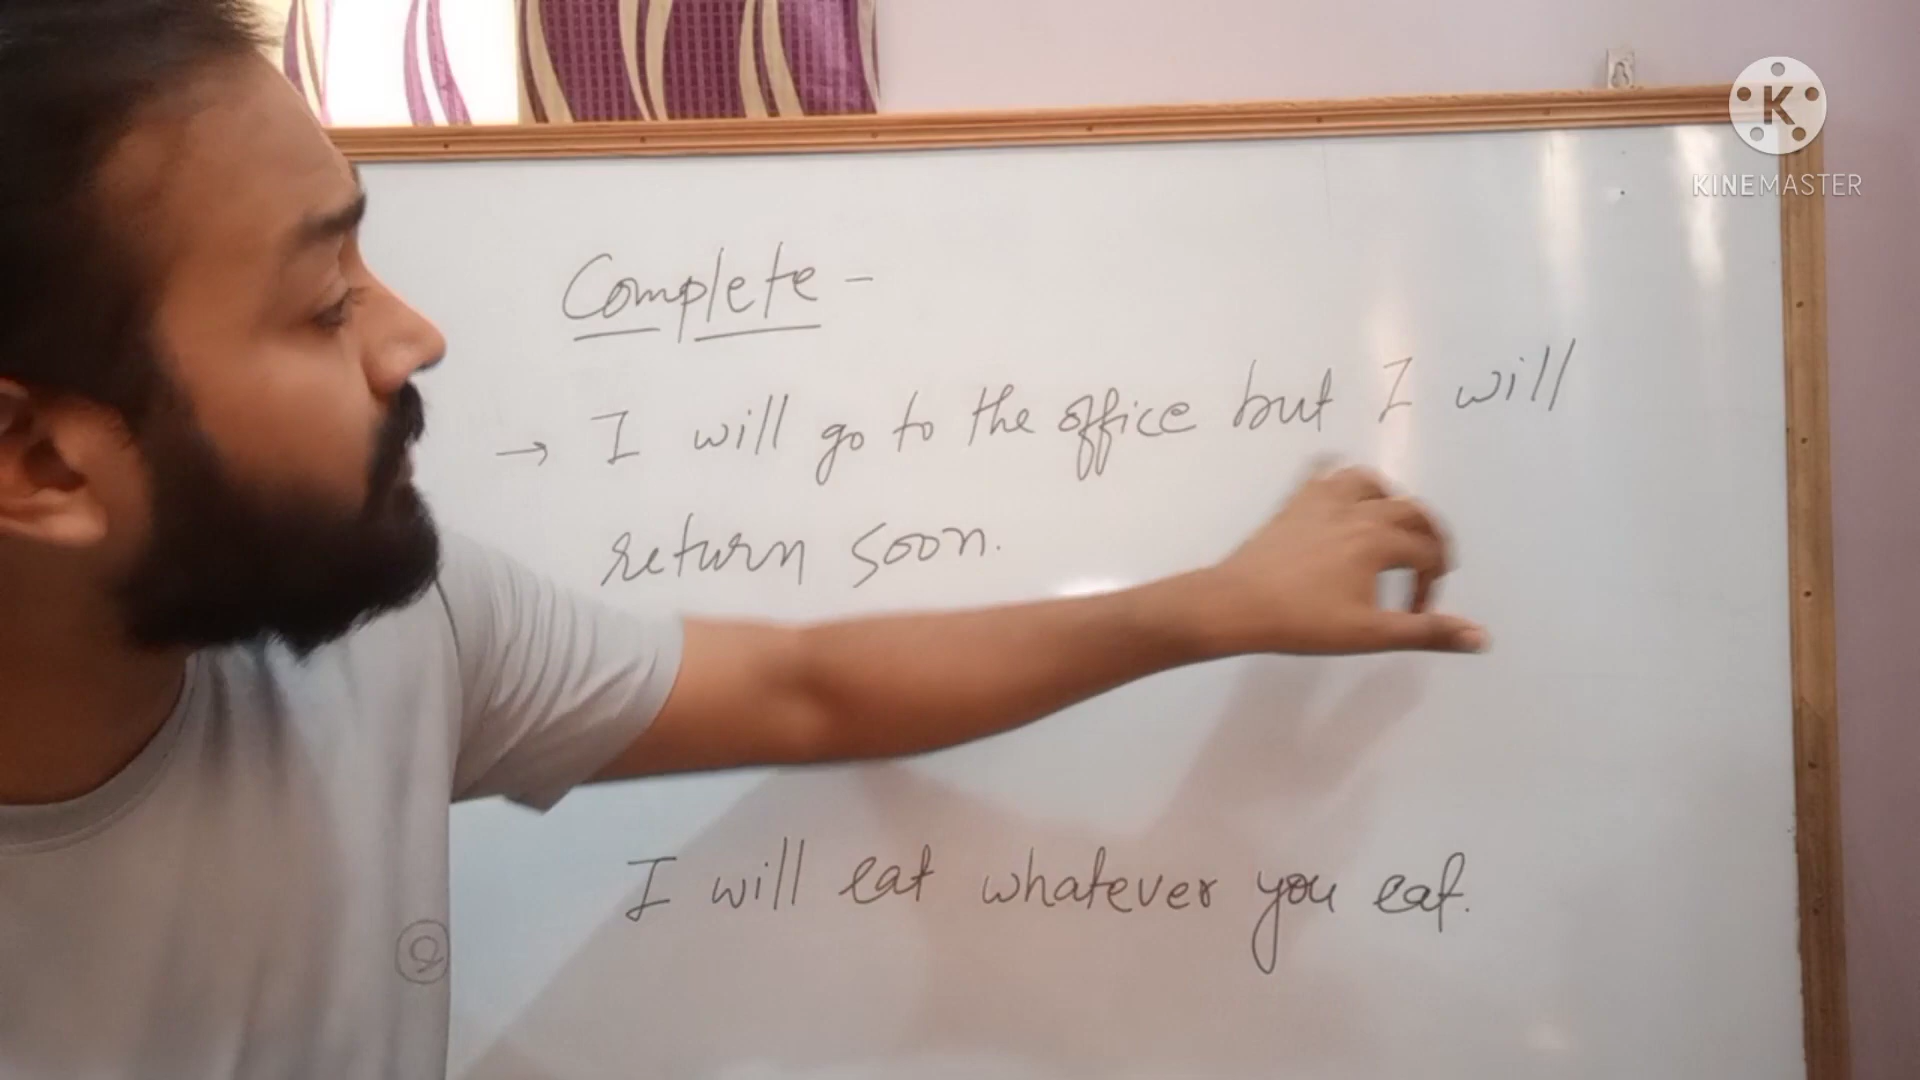 K
KINEMASTER
Complete -
→ I will go to the office but I will
return soon.
I will eat whatever you eat.